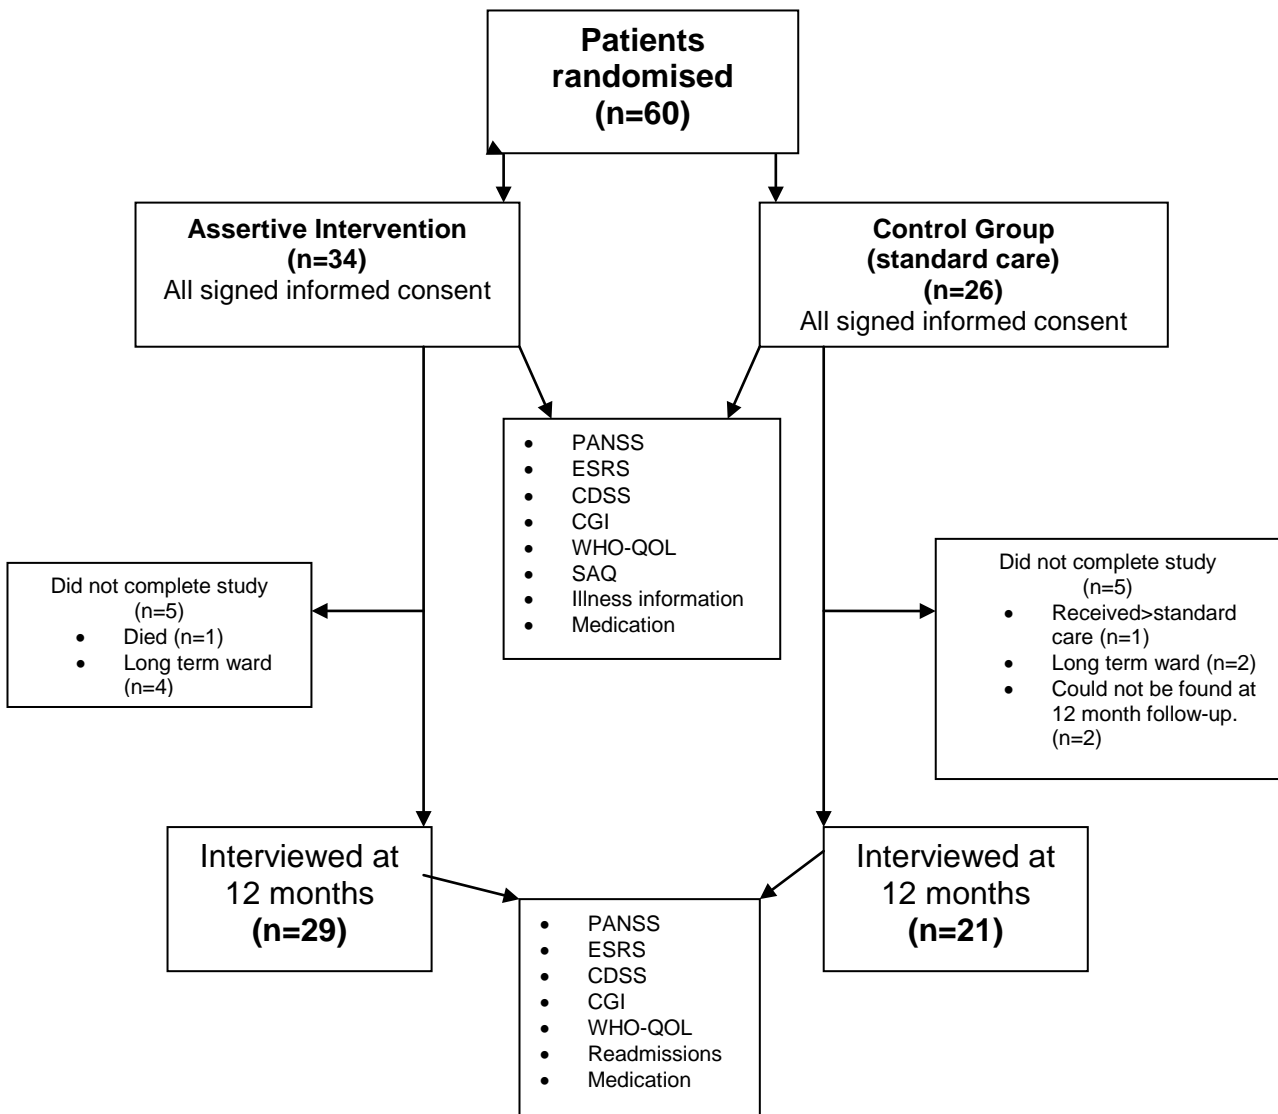 Patients
randomised
(n=60)
Assertive Intervention
(n=34)
All signed informed consent
Control Group
(standard care)
(n=26)
All signed informed consent
• PANSS
• ESRS
• CDSS
• CGI
• WHO-QOL
• SAQ
• Illness information
• Medication
Did not complete study
(n=5)
• Died (n=1)
• Long term ward
(n=4)
Did not complete study
(n=5)
• Received>standard
care (n=1)
• Long term ward (n=2)
• Could not be found at
12 month follow-up.
(n=2)
Interviewed at
12 months
(n=29)
Interviewed at
12 months
(n=21)
• PANSS
• ESRS
• CDSS
• CGI
• WHO-QOL
• Readmissions
• Medication